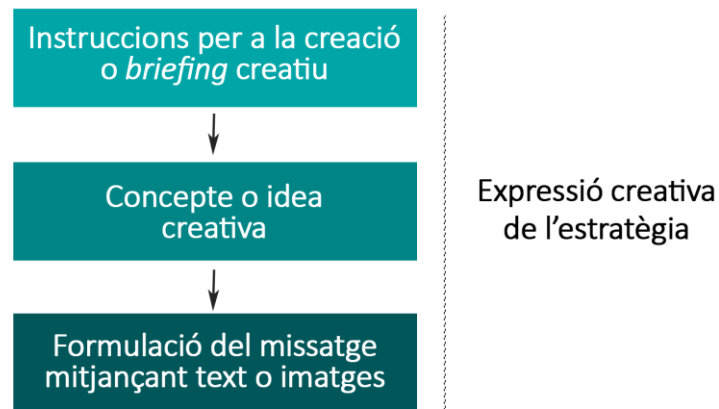 Instruccions per a la creació
o briefing creatiu
Concepte o idea
creativa
Formulació del missatge
mitjançant text o imatges
Expressió creativa
de l’estratègia